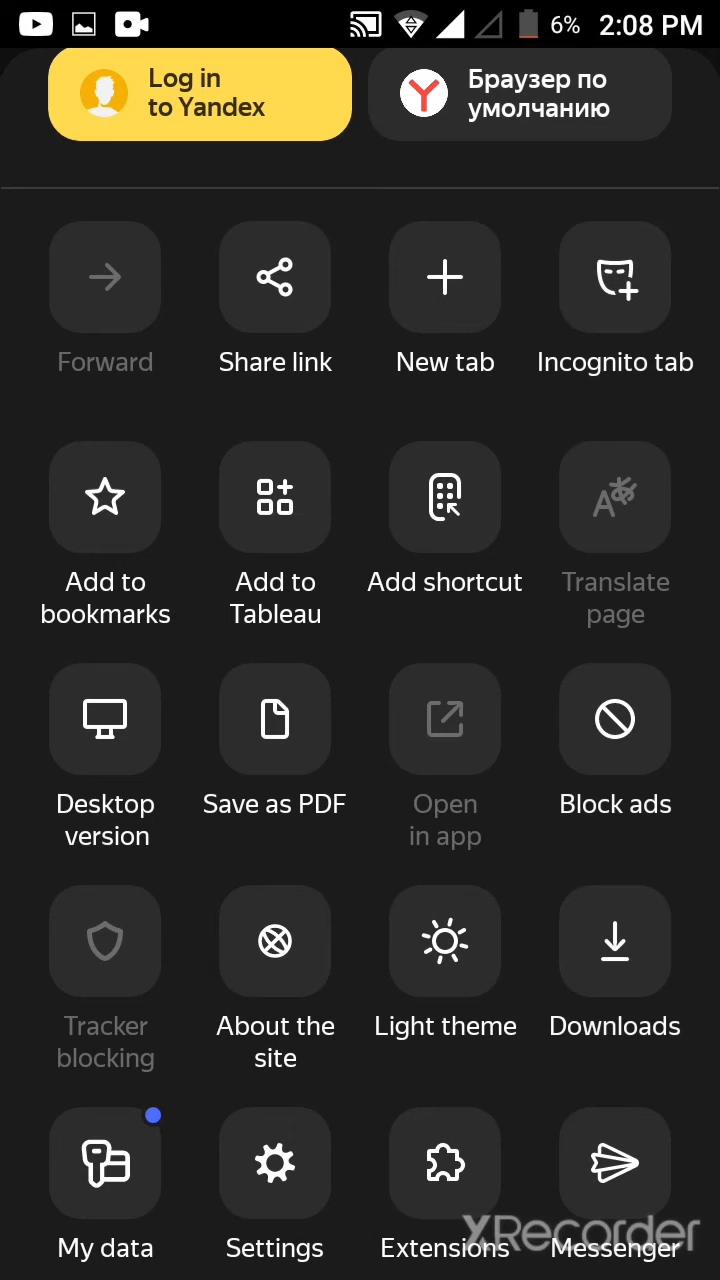 6% 2:08 PM
Log in
to Yandex
Браузер по
умолчанию
Forward
Share link
New tab
Incognito tab
Add to
bookmarks
Add to
Tableau
Add shortcut
Translate
page
Desktop
version
Save as PDF
Open
in app
Block ads
Tracker
blocking
About the
site
Light theme
Downloads
My data
Settings
Extensions
Messenger
XRecorder